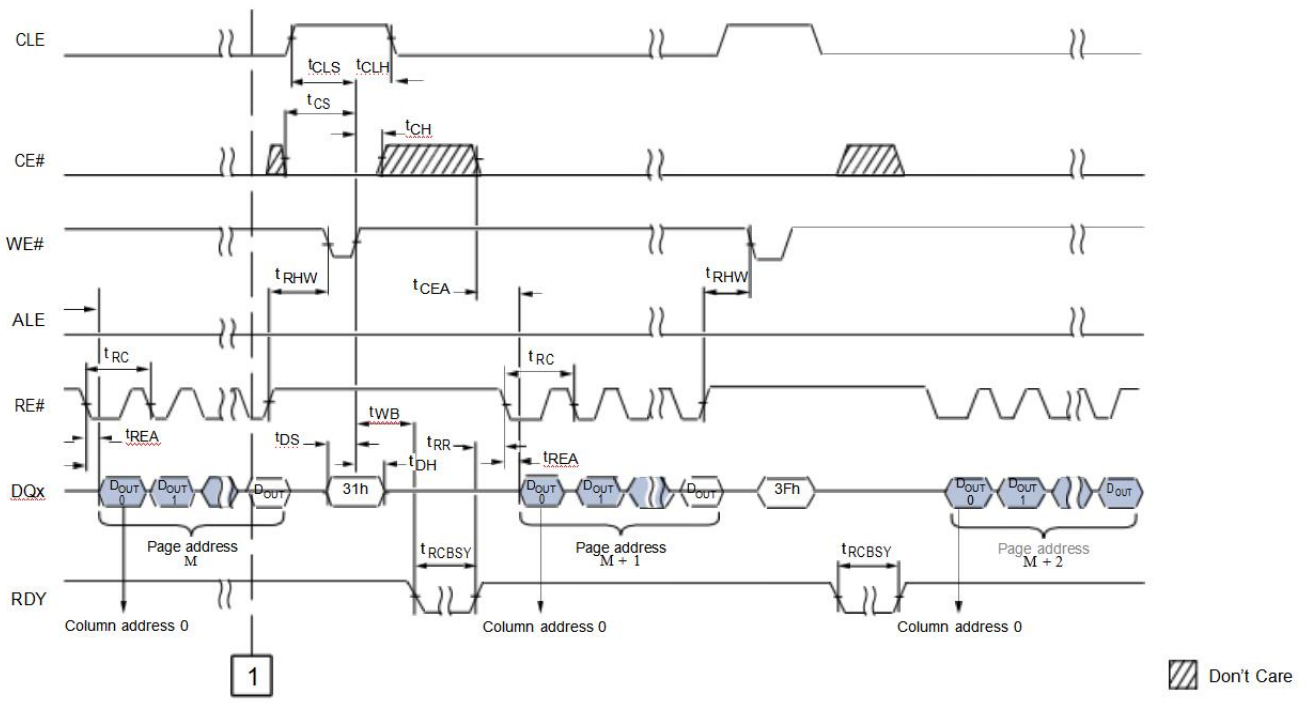 CLE
tCLS tCLH
tCS
tCH
CE#
WE#
tRHW
tCEA
tRHW
ALE
tRC
tRC
RE#
tWB
tREA
tDS
tRR
tDH
tREA
DQx
DOUT 0
DOUT 1
DOUT
31h
DOUT 0
DOUT 1
DOUT
3Fh
DOUT 0
DOUT 1
DOUT
Page address
M
Page address
M + 1
Page address
M + 2
tRCBSY
tRCBSY
RDY
Column address 0
Column address 0
Column address 0
1
Don't Care